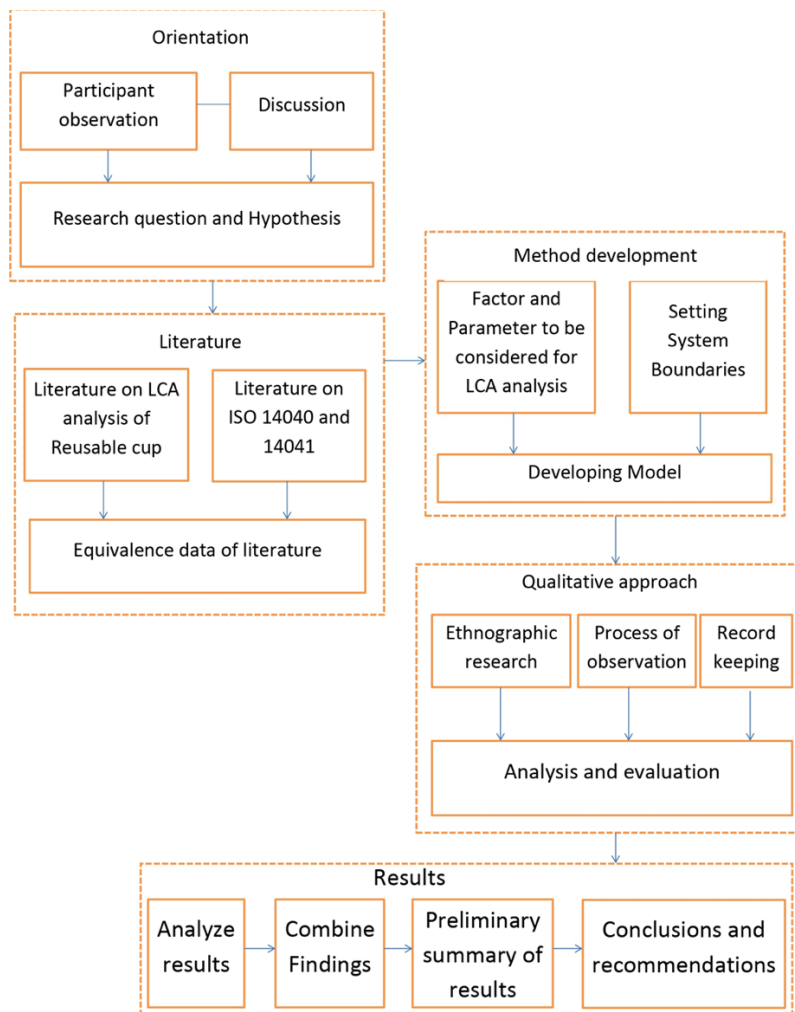 Orientation
Participant
observation
Discussion
Research question and Hypothesis
Literature
Literature on LCA
analysis of
Reusable cup
Literature on
ISO 14040 and
14041
Equivalence data of literature
Method development
Factor and
Parameter to be
considered for
LCA analysis
Setting
System
Boundaries
Developing Model
Qualitative approach
Ethnographic
research
Process of
observation
Record
keeping
Analysis and evaluation
Results
Analyze
results
Combine
Findings
Preliminary
summary of
results
Conclusions and
recommendations